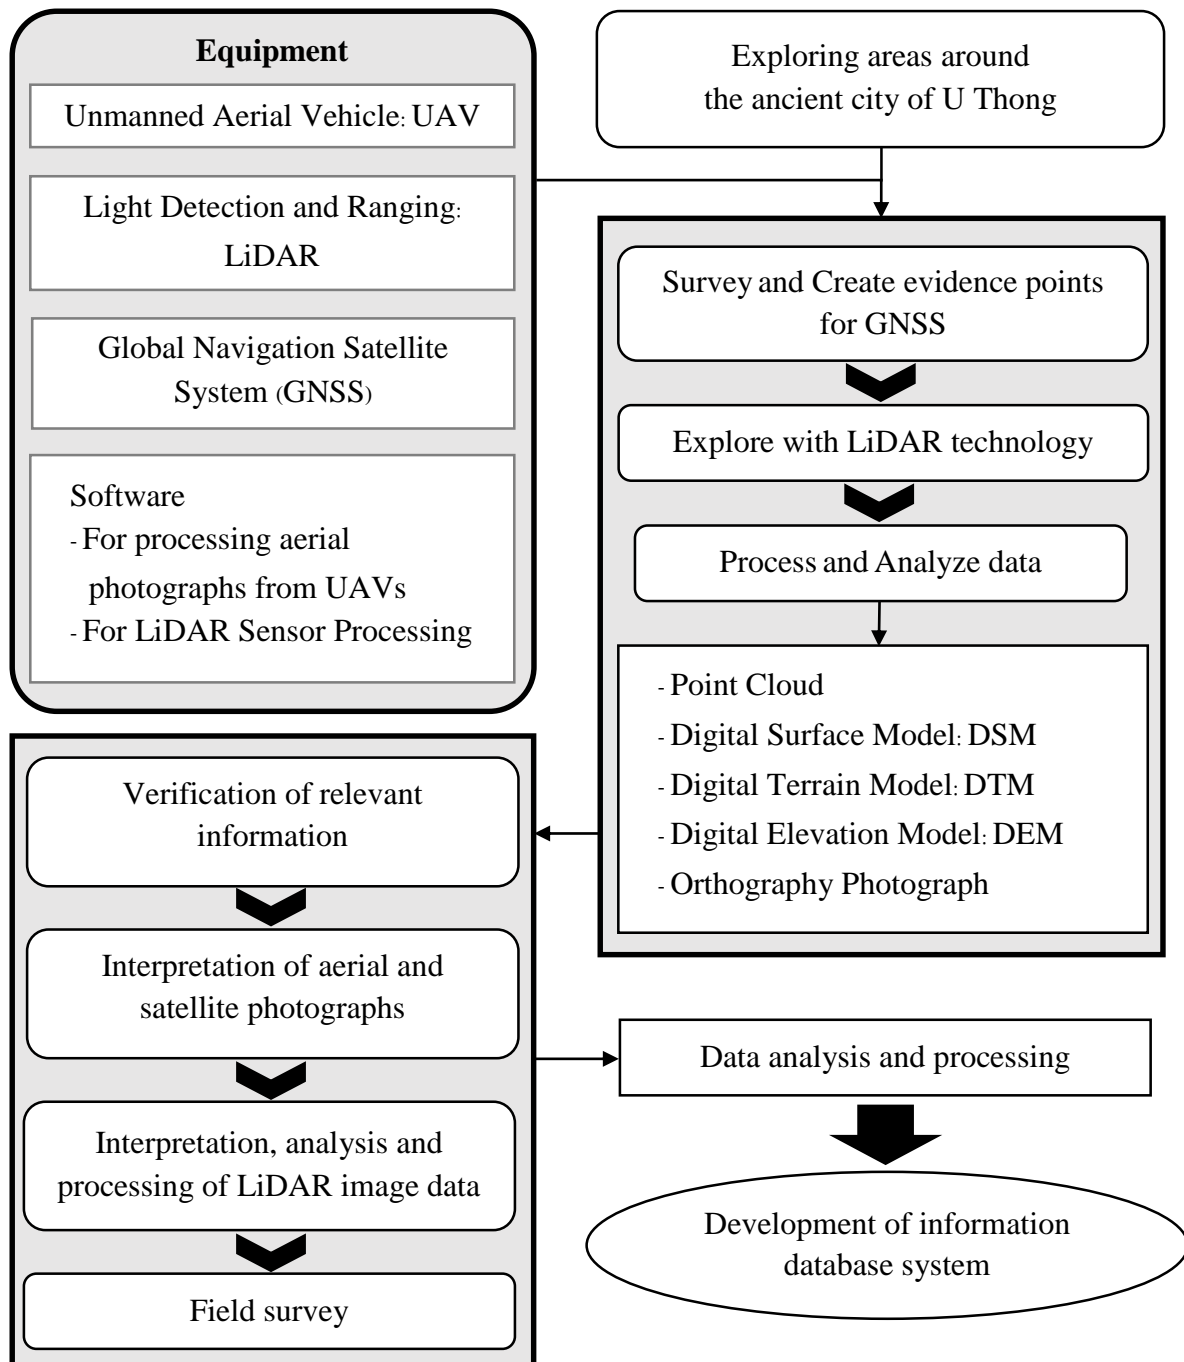 Equipment
Unmanned Aerial Vehicle: UAV
Light Detection and Ranging:
LiDAR
Global Navigation Satellite
System (GNSS)
Software
- For processing aerial
photographs from UAVs
- For LiDAR Sensor Processing
Exploring areas around
the ancient city of U Thong
Survey and Create evidence points
for GNSS
Explore with LiDAR technology
Process and Analyze data
- Point Cloud
- Digital Surface Model: DSM
- Digital Terrain Model: DTM
- Digital Elevation Model: DEM
- Orthography Photograph
Verification of relevant
information
Interpretation of aerial and
satellite photographs
Interpretation, analysis and
processing of LiDAR image data
Field survey
Data analysis and processing
Development of information
database system